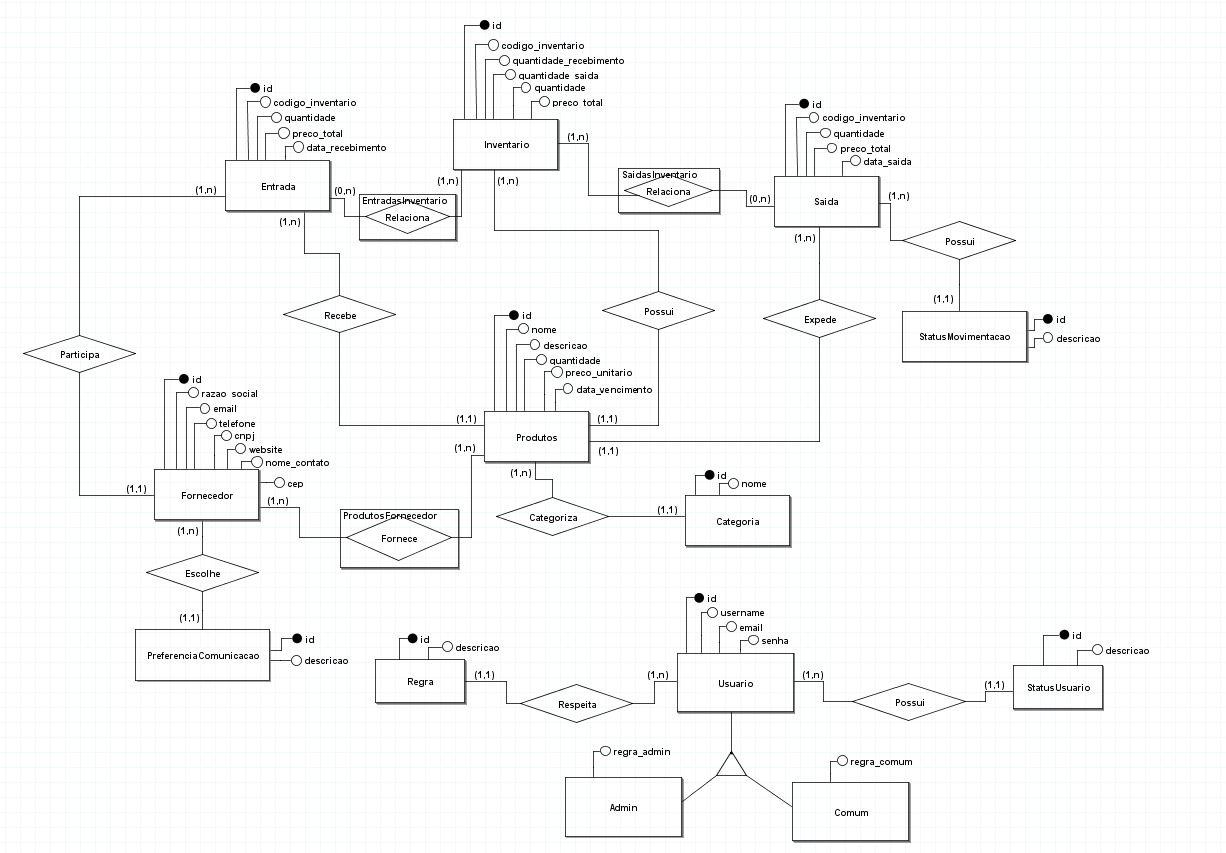 id
codigo_inventario
quantidade_recebimento
quantidade_saida
quantidade
preco_total
Inventario
(1,n)
(1,n)
(1,n)
id
codigo_inventario
quantidade
preco_total
data_recebimento
Entrada
(1,n)
(0,n)
(1,n)
EntradasInventario
Relaciona
SaidasInventario
Relaciona
id
codigo_inventario
quantidade
preco_total
data_saida
Saida
(0,n)
(1,n)
(1,n)
Possui
(1,1)
StatusMovimentacao
id
descricao
Recebe
Possui
Expede
Participa
id
nome
descricao
quantidade
preco_unitario
data_vencimento
Produtos
(1,1)
(1,1)
(1,1)
(1,n)
(1,n)
id
razao_social
email
telefone
cnpj
website
nome_contato
cep
Fornecedor
(1,1)
(1,n)
(1,n)
ProdutosFornecedor
Fornece
Categoriza
(1,1)
id
nome
Categoria
Escolhe
(1,1)
PreferenciaComunicacao
id
descricao
id
descricao
Regra
(1,1)
Respeita
(1,n)
id
username
email
senha
Usuario
(1,n)
Possui
(1,1)
id
descricao
StatusUsuario
regra_admin
Admin
regra_comum
Comum